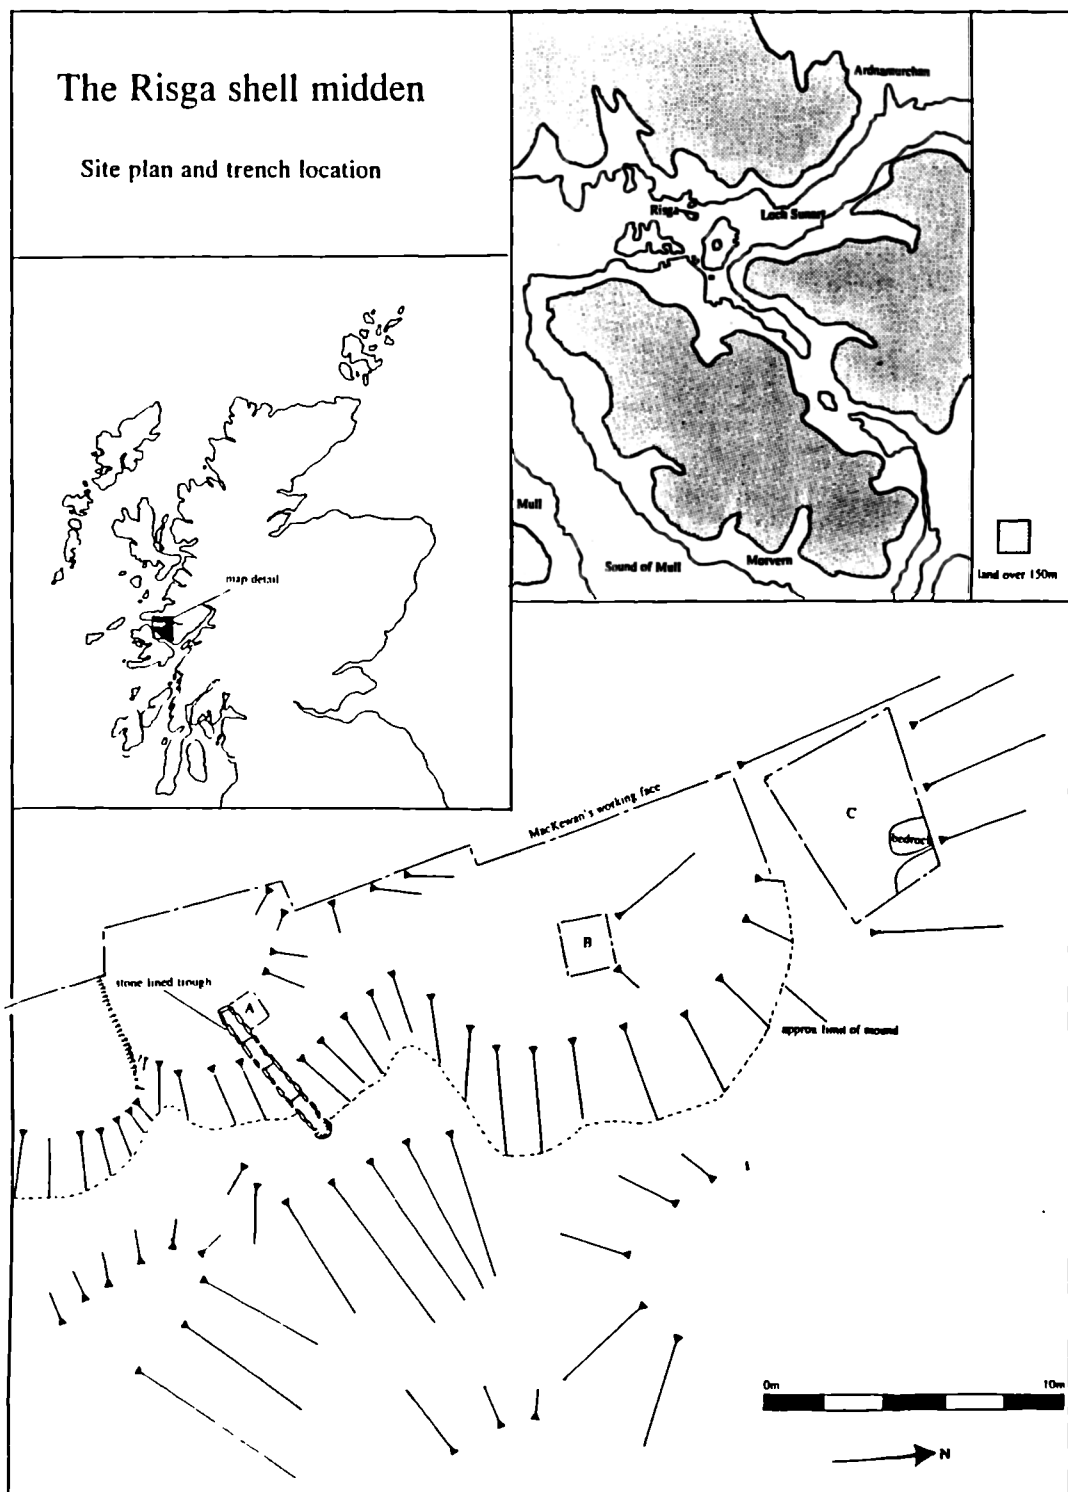 The Risga shell midden
Site plan and trench location
Ardnamurchan
Risga
Loch Sunart
Mull
Sound of Mull
Morvern
land over 150m
map detail
MacKewan's working face
C
bedrock
B
stone lined trough
A
approx limit of mound
0m
10m
N